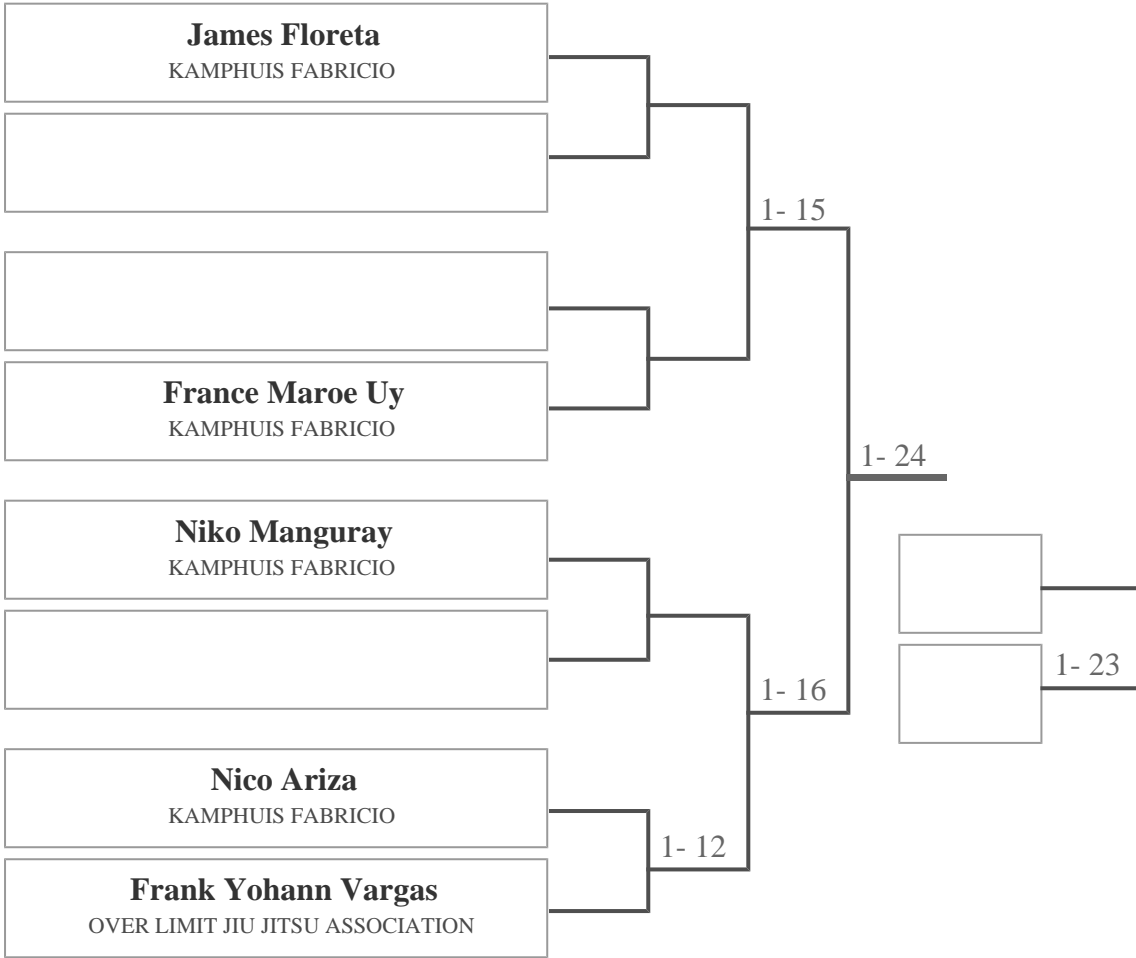 James Floreta
KAMPHUIS FABRICIO
1- 15
France Maroe Uy
KAMPHUIS FABRICIO
1- 24
Niko Manguray
KAMPHUIS FABRICIO
1- 23
1- 16
Nico Ariza
KAMPHUIS FABRICIO
1- 12
Frank Yohann Vargas
OVER LIMIT JIU JITSU ASSOCIATION